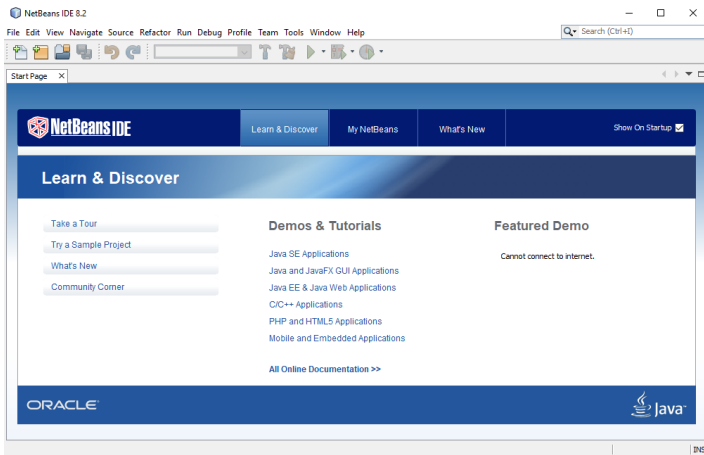 NetBeans IDE 8.2
File Edit View Navigate Source Refactor Run Debug Profile Team Tools Window Help
Search (Ctrl+I)
Start Page
NetBeans IDE
Learn & Discover
My NetBeans
What's New
Show On Startup
Learn & Discover
Take a Tour
Try a Sample Project
What's New
Community Corner
Demos & Tutorials
Java SE Applications
Java and JavaFX GUI Applications
Java EE & Java Web Applications
C/C++ Applications
PHP and HTML5 Applications
Mobile and Embedded Applications
All Online Documentation >>
Featured Demo
Cannot connect to internet.
ORACLE
Java
INS